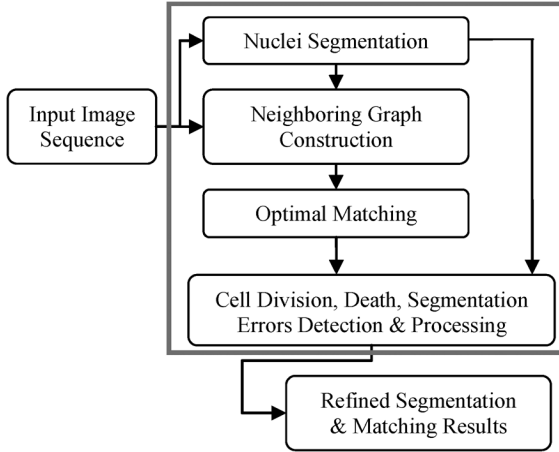 Nuclei Segmentation
Input Image
Sequence
Neighboring Graph
Construction
Optimal Matching
Cell Division, Death, Segmentation
Errors Detection & Processing
Refined Segmentation
& Matching Results